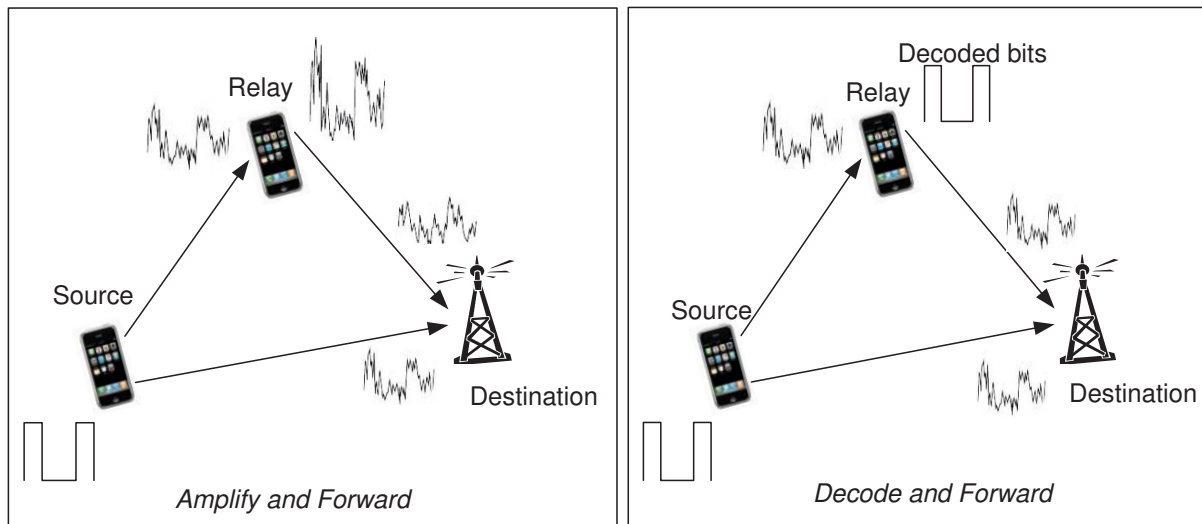 Relay
Source
Destination
Amplify and Forward
Decoded bits
Relay
Source
Destination
Decode and Forward